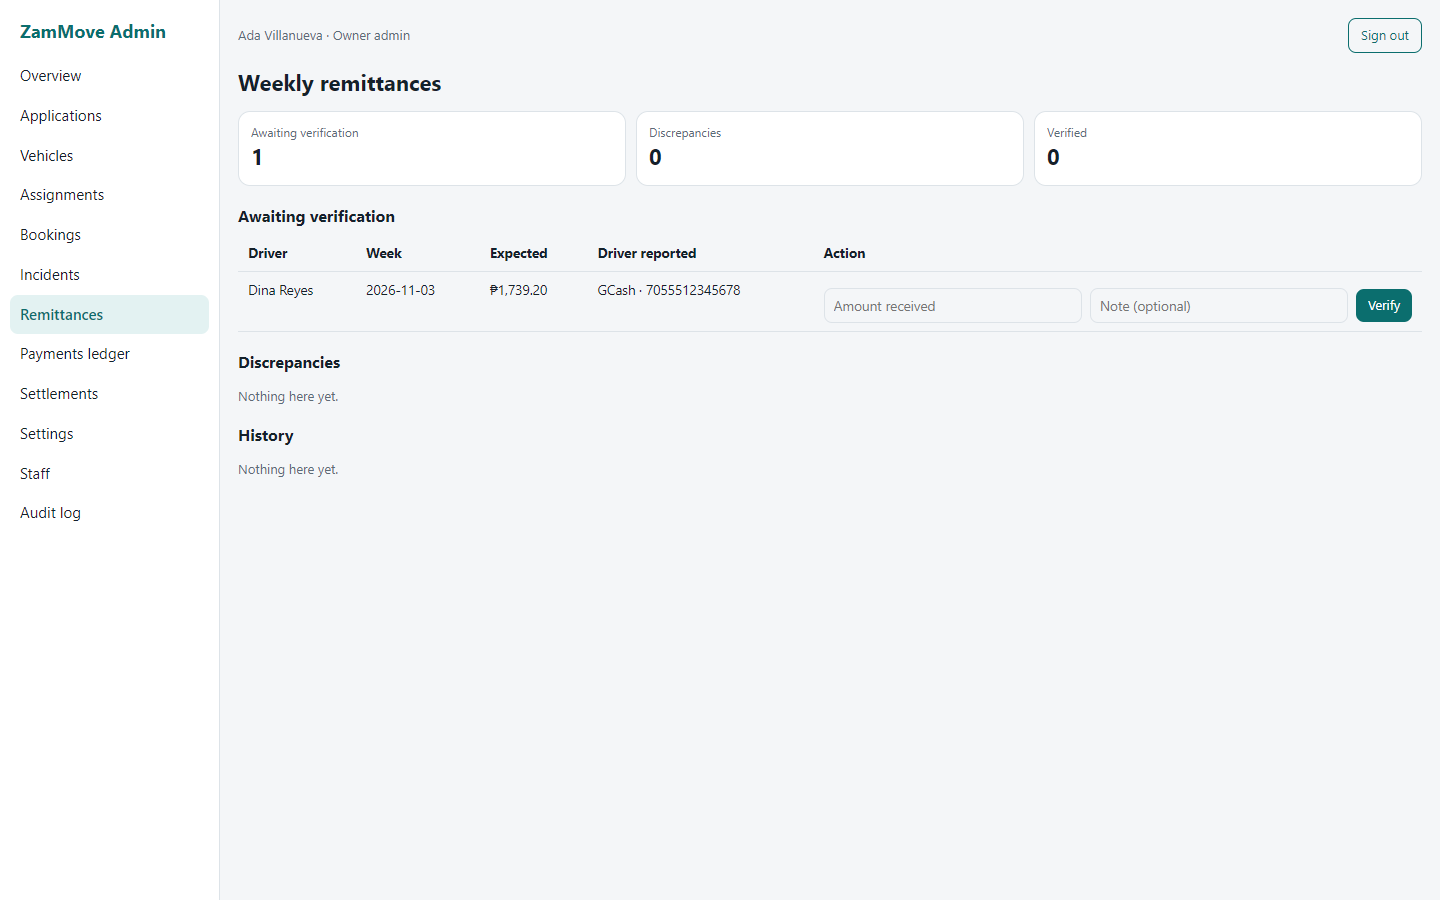 ZamMove Admin
Overview
Applications
Vehicles
Assignments
Bookings
Incidents
Remittances
Payments ledger
Settlements
Settings
Staff
Audit log
Ada Villanueva · Owner admin
Sign out
Weekly remittances
Awaiting verification
1
Discrepancies
0
Verified
0
Awaiting verification
Driver Week Expected Driver reported Action
Dina Reyes 2026-11-03 ₱1,739.20 GCash · 7055512345678 Amount received Note (optional) Verify
Discrepancies
Nothing here yet.
History
Nothing here yet.